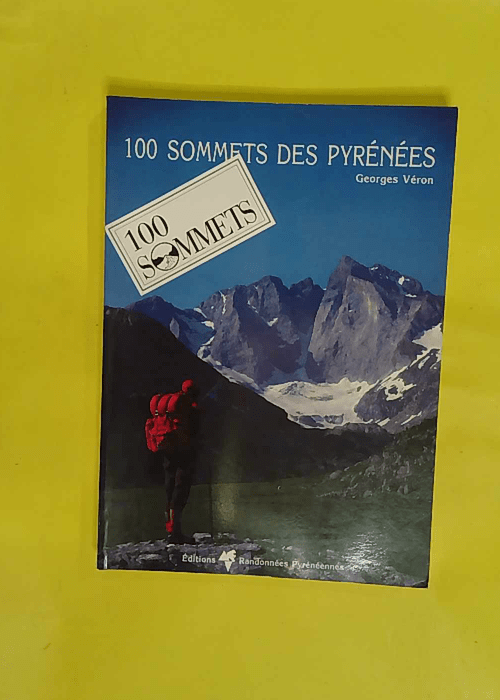 100 SOMMETS DES PYRÉNÉES
Georges Véron
100
SOMMETS
Éditions Randonnées Pyrénéennes